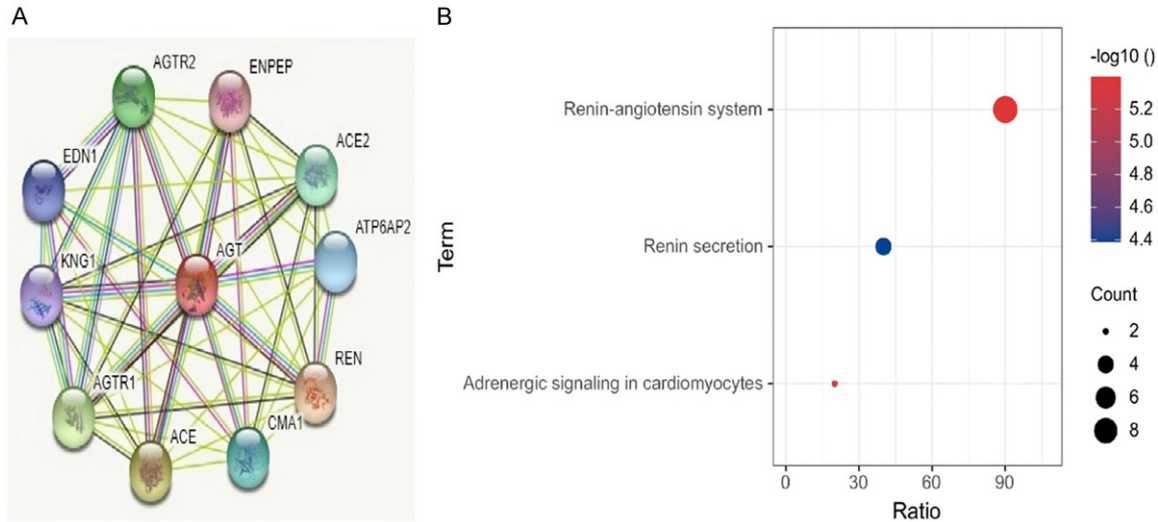 A
AGTR2
ENPEP
EDN1
ACE2
ATP6AP2
AGT
KNG1
REN
AGTR1
ACE
CMA1
B
Term
Renin-angiotensin system
Renin secretion
Adrenergic signaling in cardiomyocytes
0 30 60 90
Ratio
-log10 ()
5.2
5.0
4.8
4.6
4.4
Count
2
4
6
8